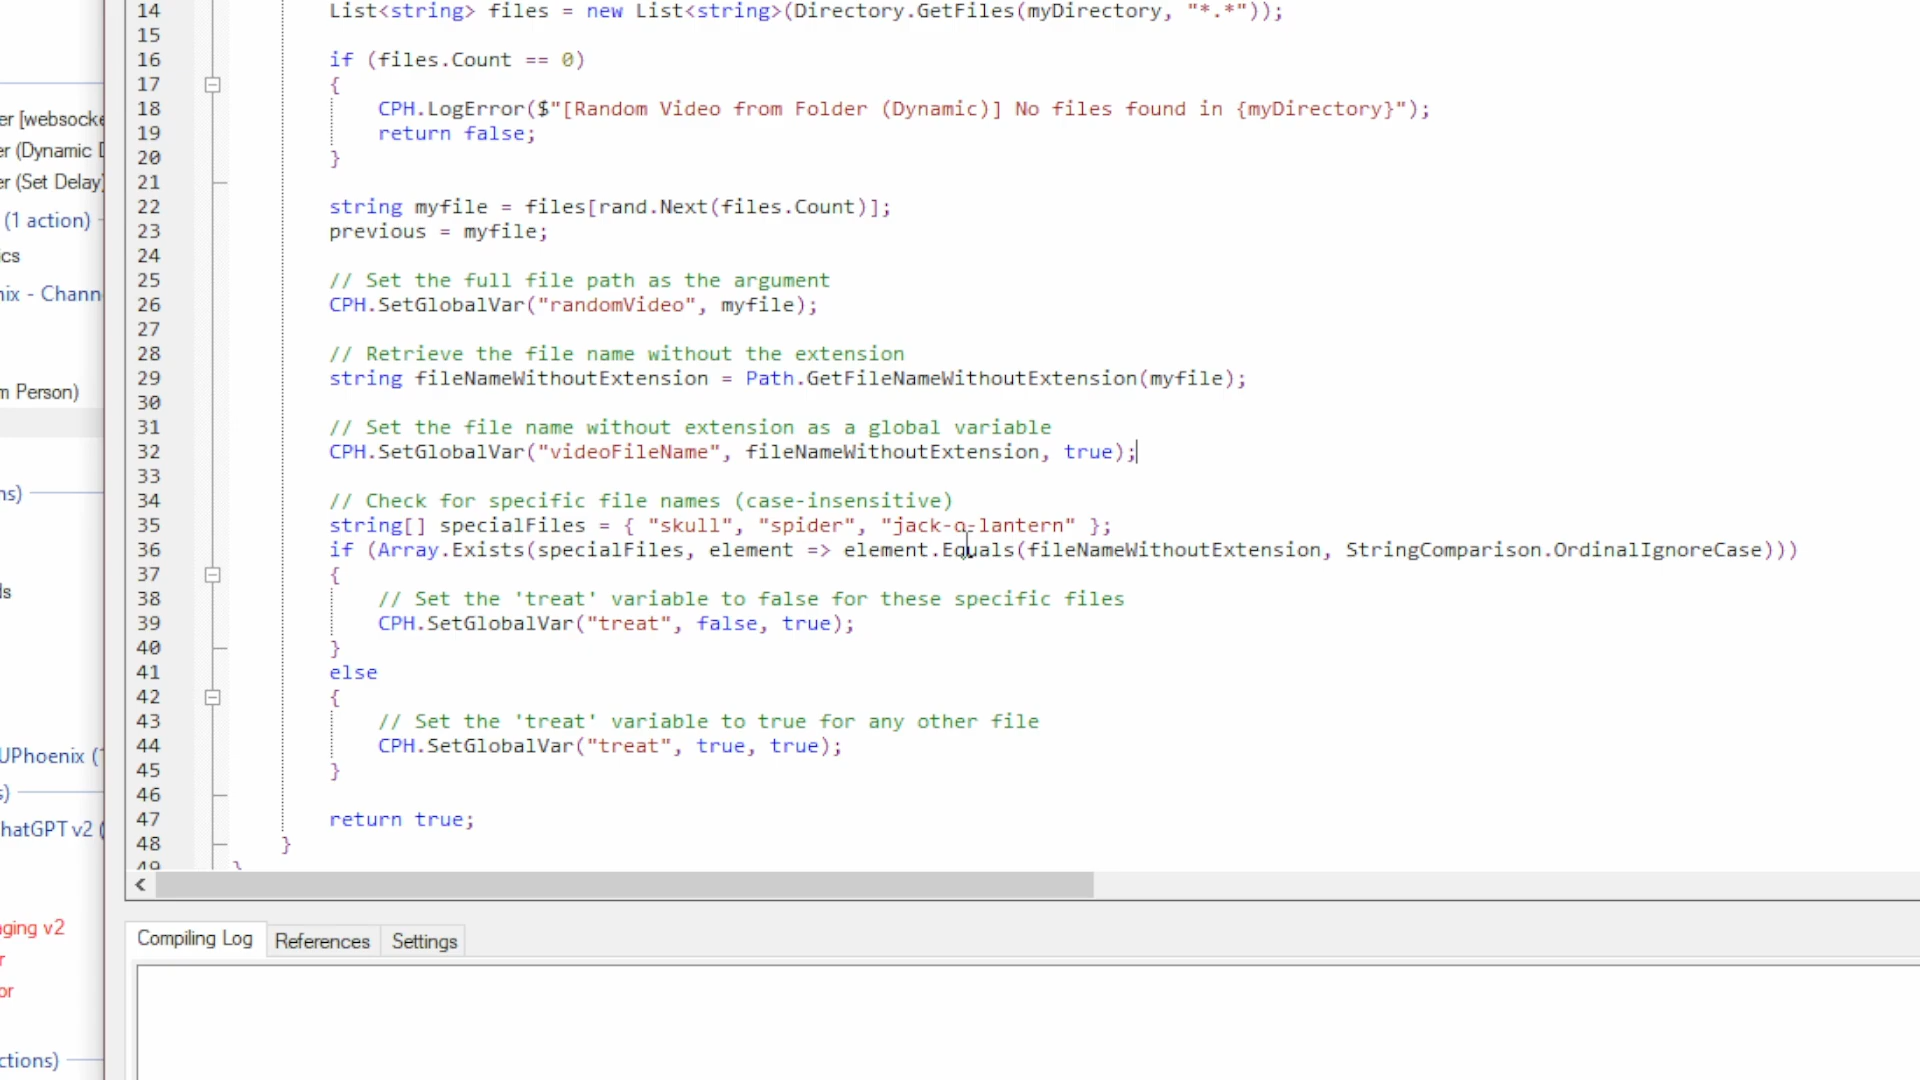 14 List<string> files = new List<string>(Directory.GetFiles(myDirectory, "*.*"));
15
16 if (files.Count == 0)
17 {
18 CPH.LogError($"[Random Video from Folder (Dynamic)] No files found in {myDirectory}");
19 return false;
20 }
21
22 string myfile = files[rand.Next(files.Count)];
23 previous = myfile;
24
25 // Set the full file path as the argument
26 CPH.SetGlobalVar("randomVideo", myfile);
27
28 // Retrieve the file name without the extension
29 string fileNameWithoutExtension = Path.GetFileNameWithoutExtension(myfile);
30
31 // Set the file name without extension as a global variable
32 CPH.SetGlobalVar("videoFileName", fileNameWithoutExtension, true);
33
34 // Check for specific file names (case-insensitive)
35 string[] specialFiles = { "skull", "spider", "jack-o-lantern" };
36 if (Array.Exists(specialFiles, element => element.Equals(fileNameWithoutExtension, StringComparison.OrdinalIgnoreCase)))
37 {
38 // Set the 'treat' variable to false for these specific files
39 CPH.SetGlobalVar("treat", false, true);
40 }
41 else
42 {
43 // Set the 'treat' variable to true for any other file
44 CPH.SetGlobalVar("treat", true, true);
45 }
46
47 return true;
48 }
49 }
er [websocke
er (Dynamic D
er (Set Delay)
(1 action)
ics
nix - Chann
m Person)
ns)
ls
UPhoenix (1
s)
hatGPT v2 (
ging v2
r
or
ctions)
Compiling Log
References
Settings